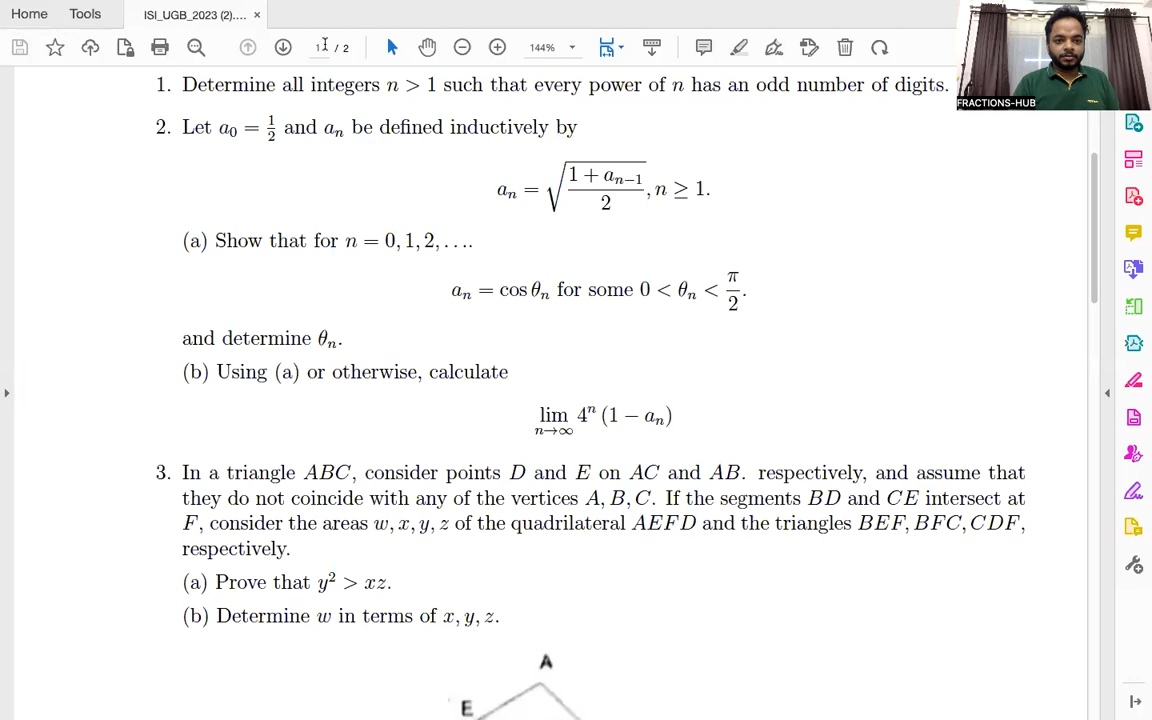 Home Tools ISI_UGB_2023 (2).... ×
1 / 2 144%
FRACTIONS-HUB
1. Determine all integers n > 1 such that every power of n has an odd number of digits.
2. Let a₀ = 1/2 and aₙ be defined inductively by
aₙ = √((1 + aₙ₋₁)/2), n ≥ 1.
(a) Show that for n = 0, 1, 2, . . . .
aₙ = cos θₙ for some 0 < θₙ < π/2.
and determine θₙ.
(b) Using (a) or otherwise, calculate
lim n→∞ 4ⁿ (1 − aₙ)
3. In a triangle ABC, consider points D and E on AC and AB. respectively, and assume that
they do not coincide with any of the vertices A, B, C. If the segments BD and CE intersect at
F, consider the areas w, x, y, z of the quadrilateral AEFD and the triangles BEF, BFC, CDF,
respectively.
(a) Prove that y² > xz.
(b) Determine w in terms of x, y, z.
A
E